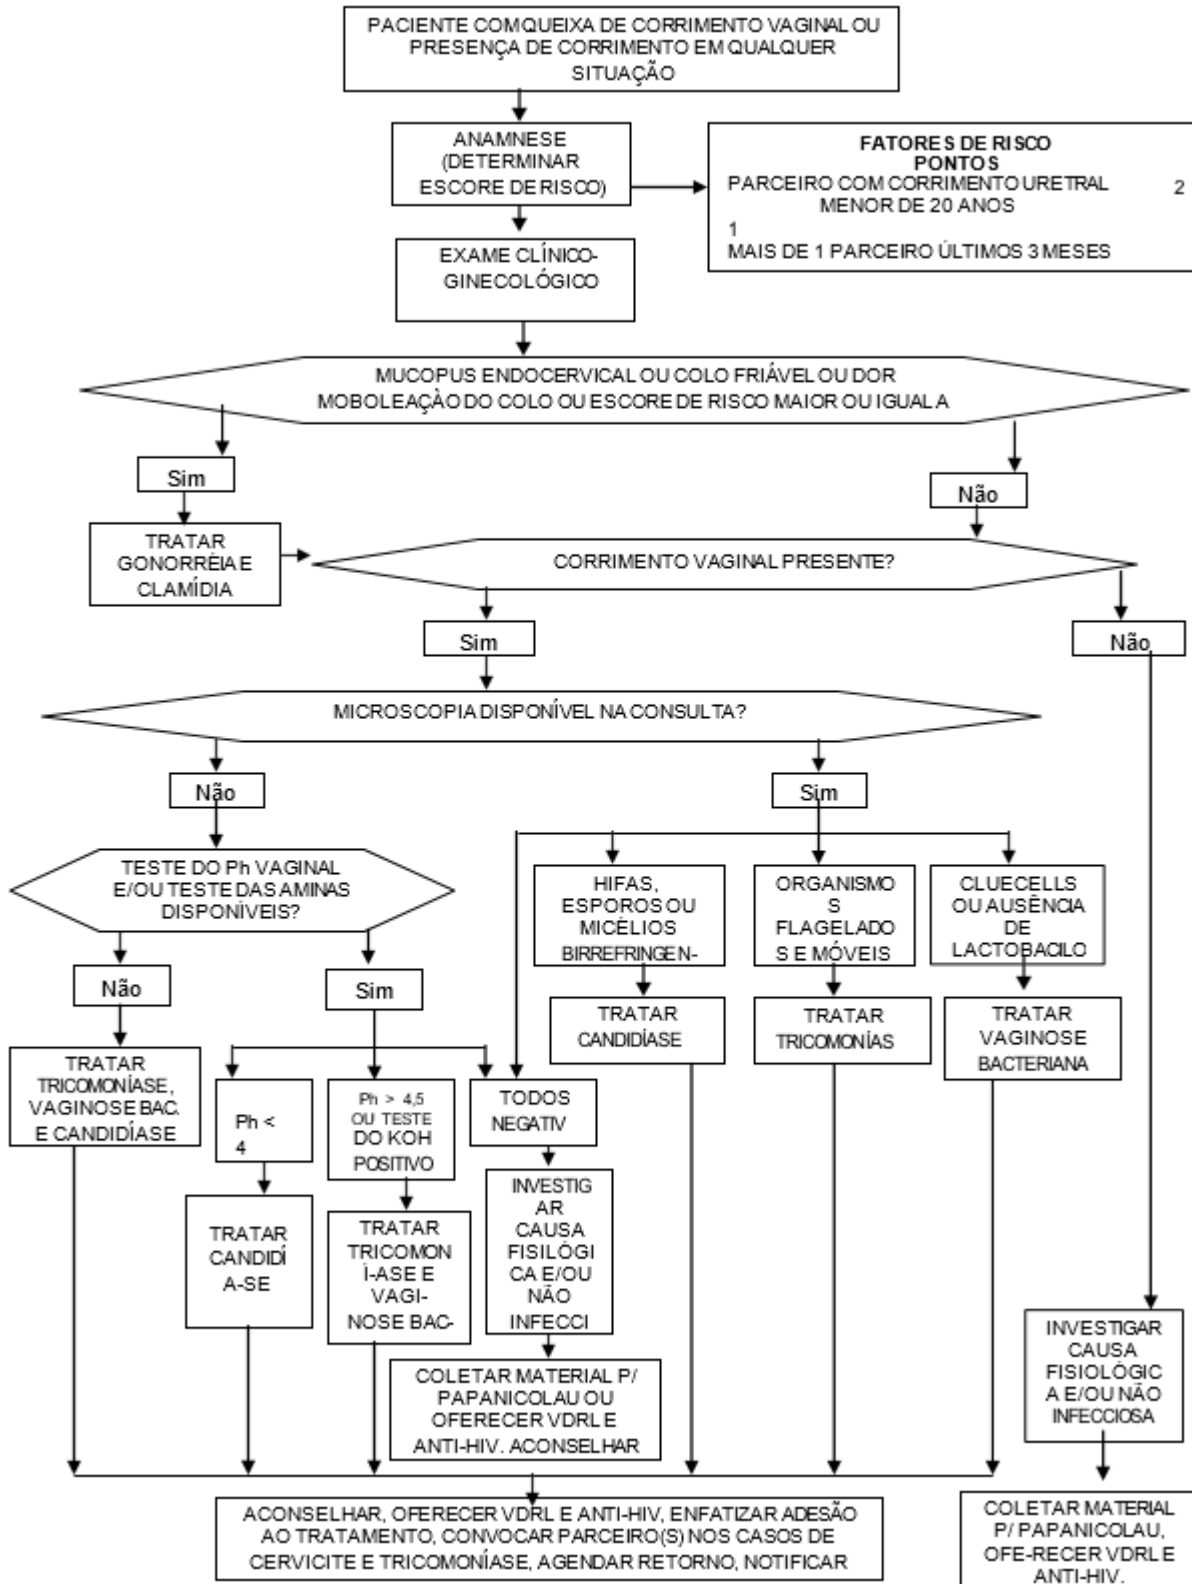 PACIENTE COM QUEIXA DE CORRIMENTO VAGINAL OU
PRESENÇA DE CORRIMENTO EM QUALQUER
SITUAÇÃO
ANAMNESE
(DETERMINAR
ESCORE DE RISCO)
FATORES DE RISCO
PONTOS
PARCEIRO COM CORRIMENTO URETRAL 2
MENOR DE 20 ANOS
1
MAIS DE 1 PARCEIRO ÚLTIMOS 3 MESES
EXAME CLÍNICO-
GINECOLÓGICO
MUCOPUS ENDOCERVICAL OU COLO FRIÁVEL OU DOR
MOBOLEAÇÀO DO COLO OU ESCORE DE RISCO MAIOR OU IGUAL A
Sim
Não
TRATAR
GONORRÉIA E
CLAMÍDIA
CORRIMENTO VAGINAL PRESENTE?
Sim
Não
MICROSCOPIA DISPONÍVEL NA CONSULTA?
Não
Sim
TESTE DO Ph VAGINAL
E/OU TESTE DAS AMINAS
DISPONÍVEIS?
HIFAS,
ESPOROS OU
MICÉLIOS
BIRREFRINGEN-
ORGANISMO
S
FLAGELADO
S E MÓVEIS
CLUECELLS
OU AUSÊNCIA
DE
LACTOBACILO
Não
Sim
TRATAR
CANDIDÍASE
TRATAR
TRICOMONÍAS
TRATAR
VAGINOSE
BACTERIANA
TRATAR
TRICOMONÍASE,
VAGINOSE BAC.
E CANDIDÍASE
Ph <
4
Ph > 4,5
OU TESTE
DO KOH
POSITIVO
TODOS
NEGATIV
TRATAR
CANDIDÍ
A-SE
TRATAR
TRICOMON
Í-ASE E
VAGI-
NOSE BAC-
INVESTIG
AR
CAUSA
FISILÓGI
CA E/OU
NÃO
INFECCI
COLETAR MATERIAL P/
PAPANICOLAU OU
OFERECER VDRL E
ANTI-HIV. ACONSELHAR
INVESTIGAR
CAUSA
FISIOLÓGIC
A E/OU NÃO
INFECCIOSA
ACONSELHAR, OFERECER VDRL E ANTI-HIV, ENFATIZAR ADESÃO
AO TRATAMENTO, CONVOCAR PARCEIRO(S) NOS CASOS DE
CERVICITE E TRICOMONÍASE, AGENDAR RETORNO, NOTIFICAR
COLETAR MATERIAL
P/ PAPANICOLAU,
OFE-RECER VDRL E
ANTI-HIV.